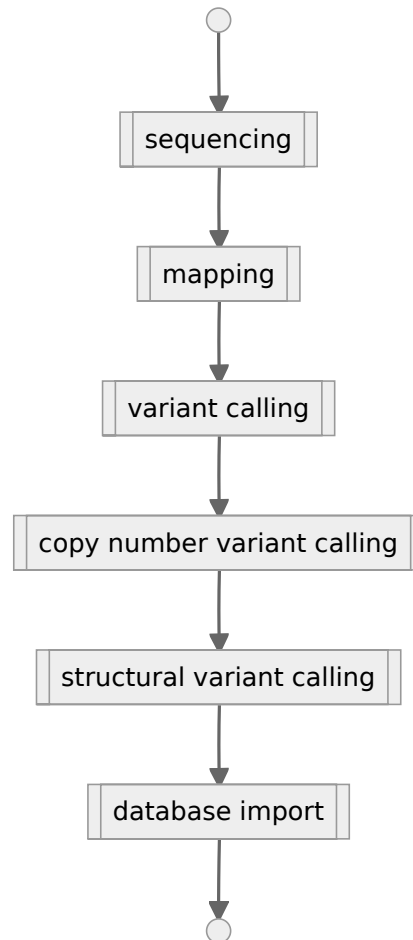 sequencing
mapping
variant calling
copy number variant calling
structural variant calling
database import